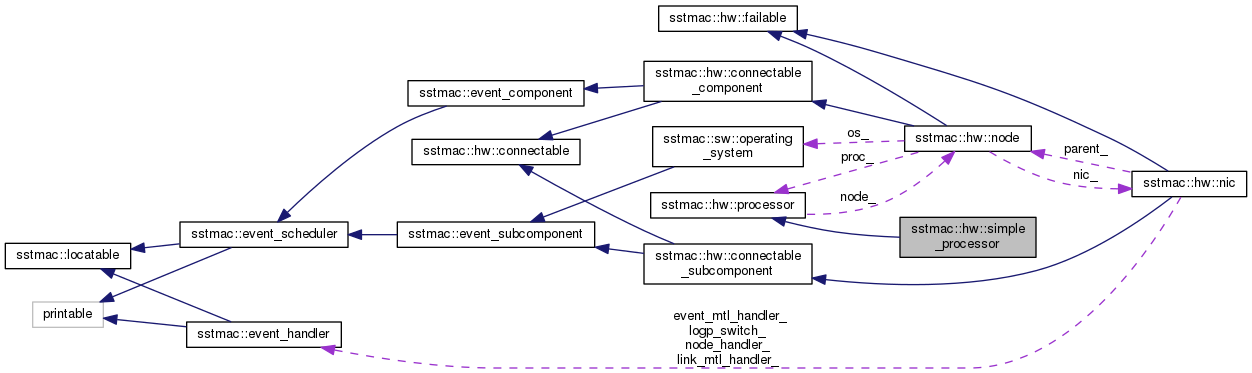 sstmac::hw::failable
sstmac::hw::connectable
_component
sstmac::event_component
os_
sstmac::hw::node
sstmac::sw::operating
_system
sstmac::hw::connectable
parent_
proc_
nic_
sstmac::hw::nic
node_
sstmac::hw::processor
sstmac::hw::simple
_processor
sstmac::event_scheduler
sstmac::event_subcomponent
sstmac::locatable
sstmac::hw::connectable
_subcomponent
printable
event_mtl_handler_
logp_switch_
node_handler_
link_mtl_handler_
sstmac::event_handler